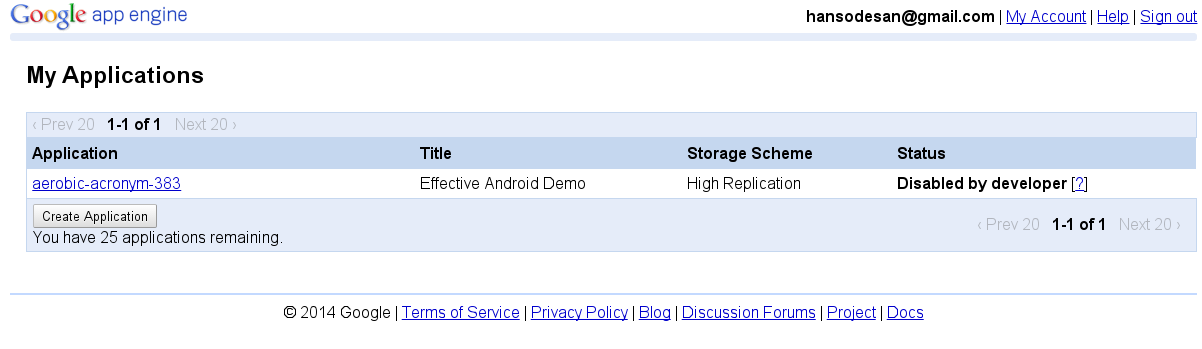 Google app engine
hansodesan@gmail.com | My Account | Help | Sign out
My Applications
‹ Prev 20 1-1 of 1 Next 20 ›
Application Title Storage Scheme Status
aerobic-acronym-383 Effective Android Demo High Replication Disabled by developer [?]
Create Application
You have 25 applications remaining.
‹ Prev 20 1-1 of 1 Next 20 ›
© 2014 Google | Terms of Service | Privacy Policy | Blog | Discussion Forums | Project | Docs